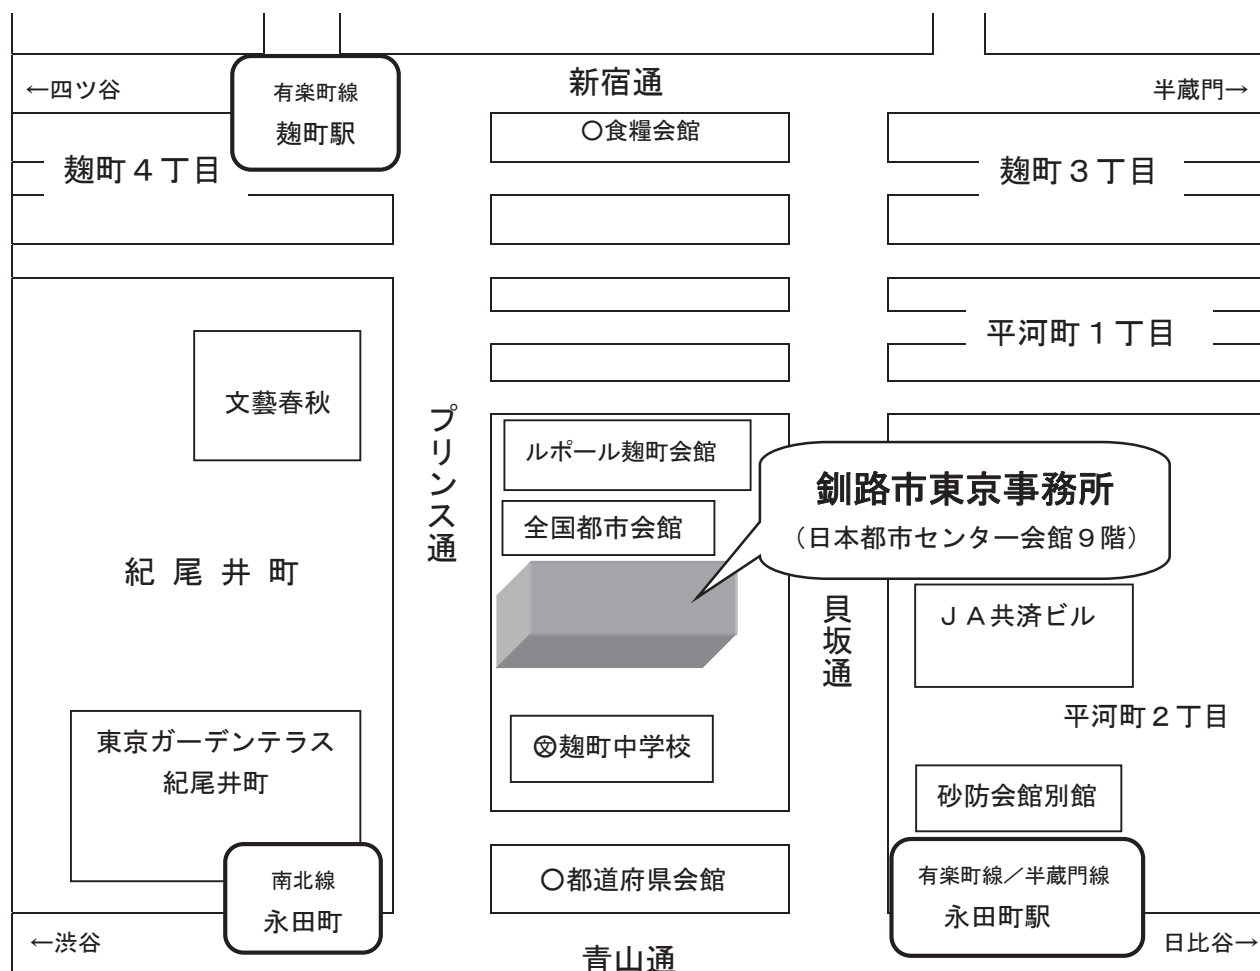 新宿通
←四ツ谷
有楽町線
麹町駅
半蔵門→
○食糧会館
麹町４丁目
麹町３丁目
平河町１丁目
文藝春秋
プリンス通
ルポール麹町会館
釧路市東京事務所
（日本都市センター会館９階）
全国都市会館
紀尾井町
貝坂通
ＪＡ共済ビル
平河町２丁目
東京ガーデンテラス
紀尾井町
㊫麹町中学校
砂防会館別館
南北線
永田町
○都道府県会館
有楽町線／半蔵門線
永田町駅
←渋谷
青山通
日比谷→